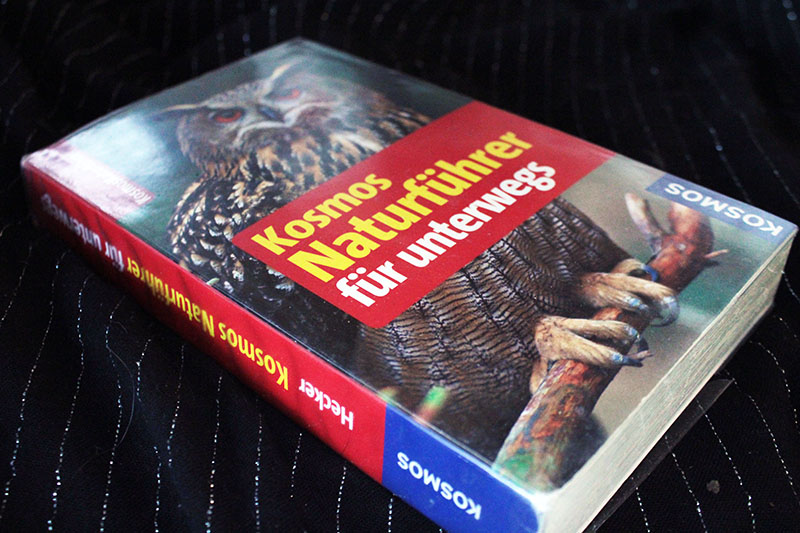 Kosmos
Naturführer
für unterwegs
KOSMOS
Hecker Kosmos Naturführer für unterwegs
KOSMOS